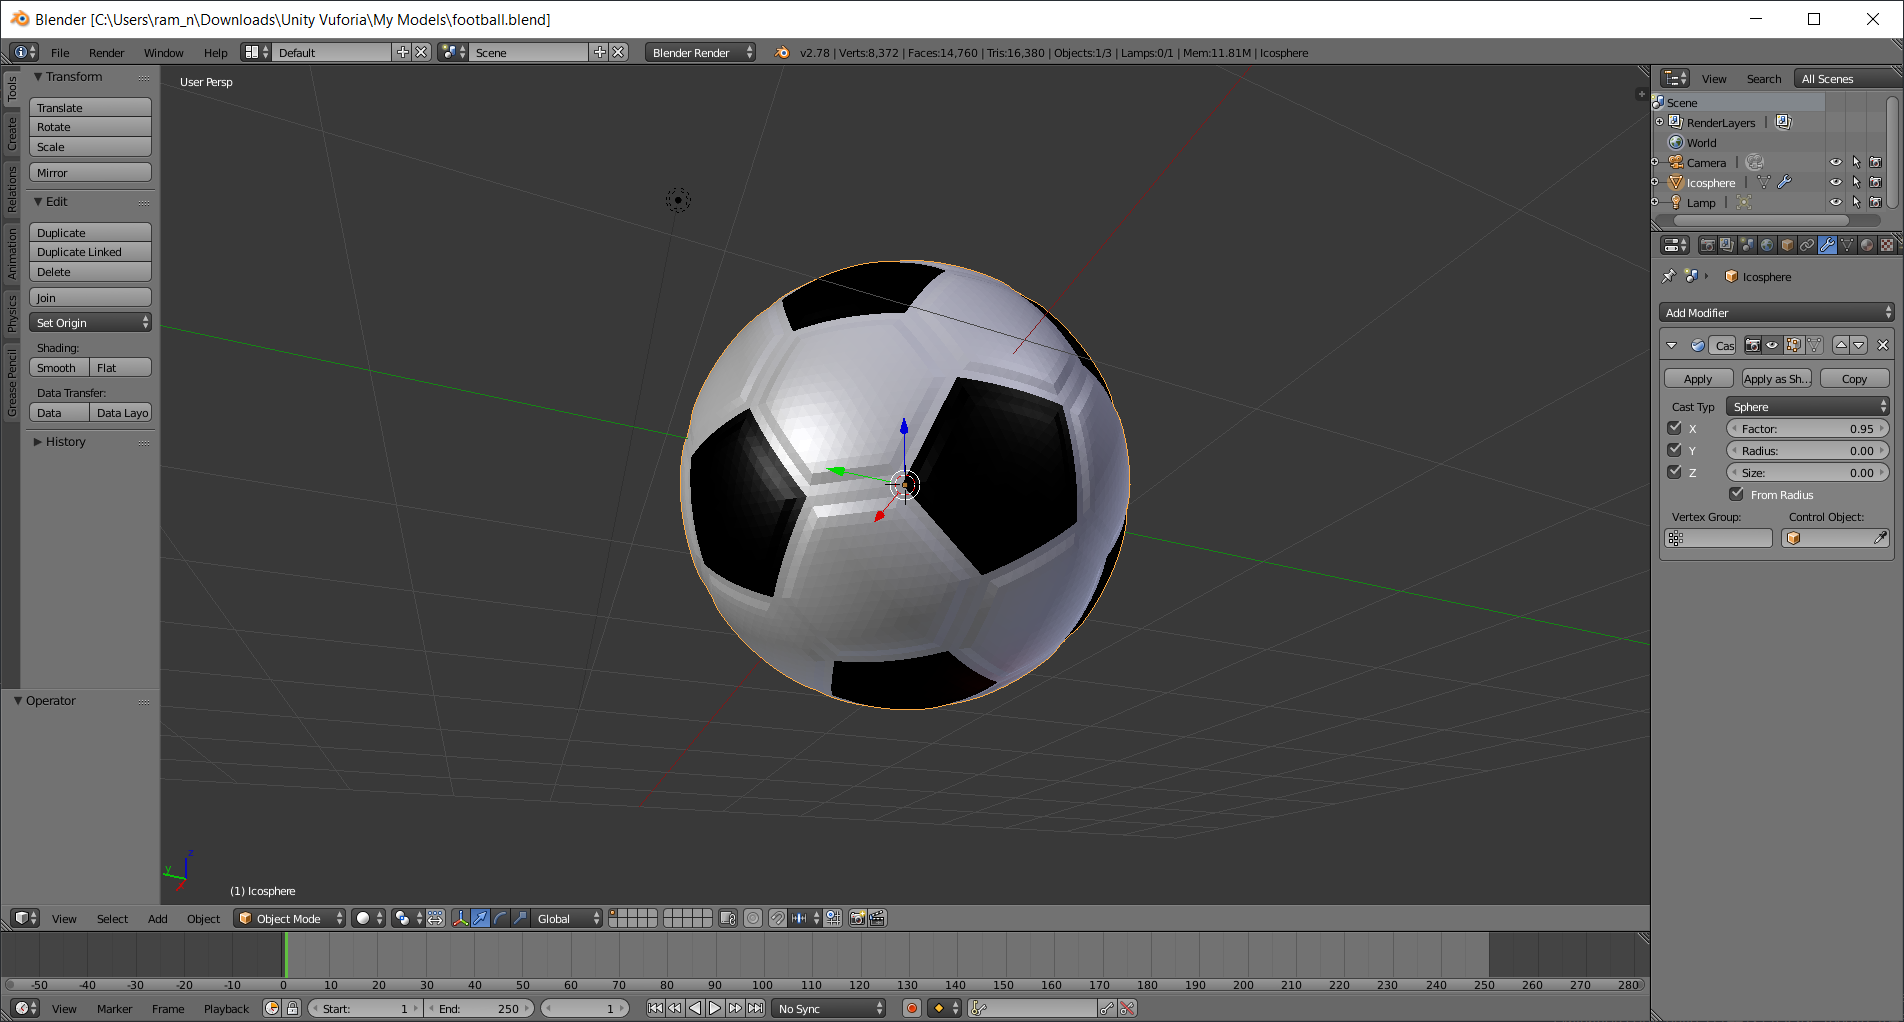 Blender [C:\Users\ram_n\Downloads\Unity Vuforia\My Models\football.blend]
File Render Window Help Default Scene Blender Render v2.78 | Verts:8,372 | Faces:14,760 | Tris:16,380 | Objects:1/3 | Lamps:0/1 | Mem:11.81M | Icosphere
Tools
Create
Relations
Animation
Physics
Grease Pencil
Transform
Translate
Rotate
Scale
Mirror
Edit
Duplicate
Duplicate Linked
Delete
Join
Set Origin
Shading:
Smooth Flat
Data Transfer:
Data Data Layo
History
Operator
User Persp
z
y
(1) Icosphere
View Search All Scenes
Scene
RenderLayers |
World
Camera |
Icosphere |
Lamp |
Icosphere
Add Modifier
Cas
Apply Apply as Sh... Copy
Cast Typ Sphere
X Factor: 0.95
Y Radius: 0.00
Z Size: 0.00
From Radius
Vertex Group: Control Object:
View Select Add Object Object Mode Global
-50 -40 -30 -20 -10 0 10 20 30 40 50 60 70 80 90 100 110 120 130 140 150 160 170 180 190 200 210 220 230 240 250 260 270 280
View Marker Frame Playback Start: 1 End: 250 1 No Sync